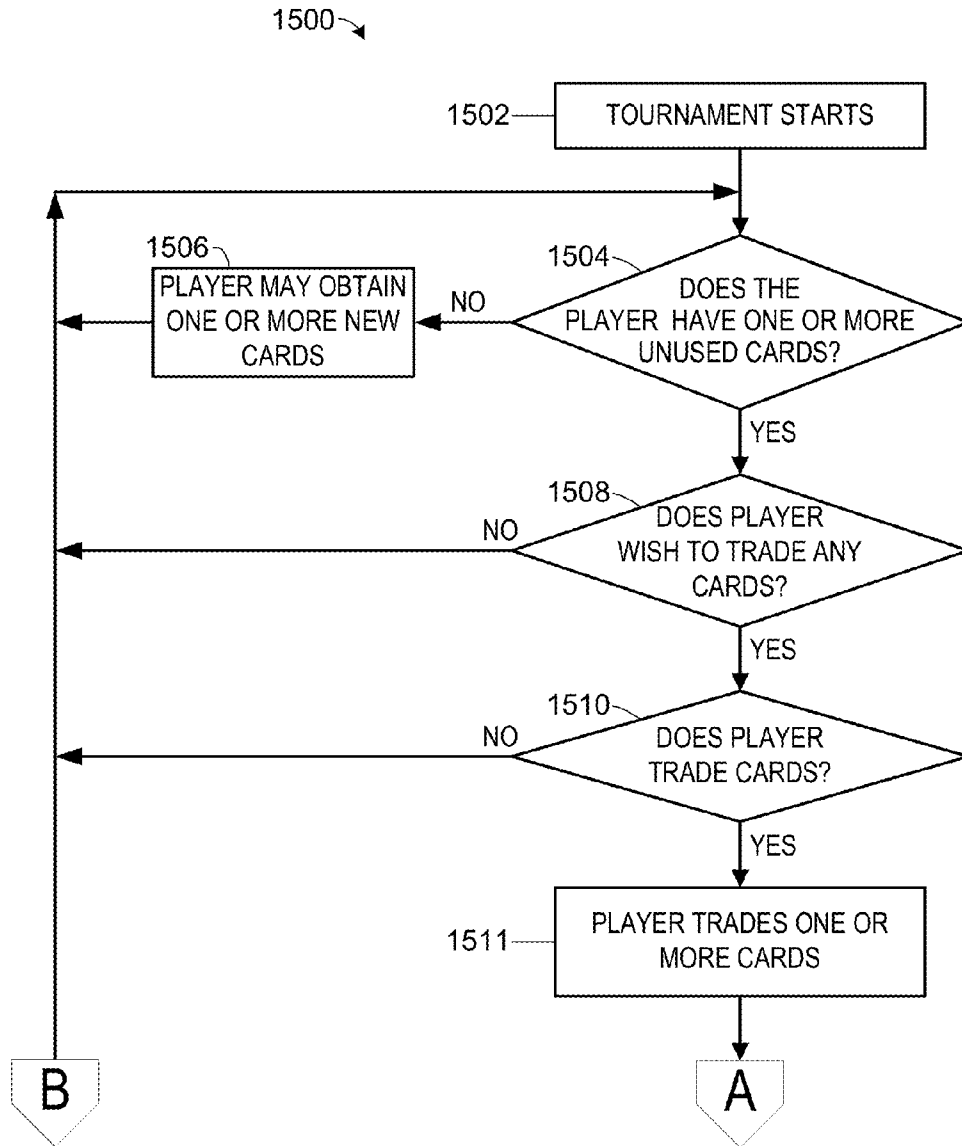 1500
1502
TOURNAMENT STARTS
1506
PLAYER MAY OBTAIN
ONE OR MORE NEW
CARDS
NO
1504
DOES THE
PLAYER HAVE ONE OR MORE
UNUSED CARDS?
YES
1508
NO
DOES PLAYER
WISH TO TRADE ANY
CARDS?
YES
1510
NO
DOES PLAYER
TRADE CARDS?
YES
1511
PLAYER TRADES ONE OR
MORE CARDS
B
A